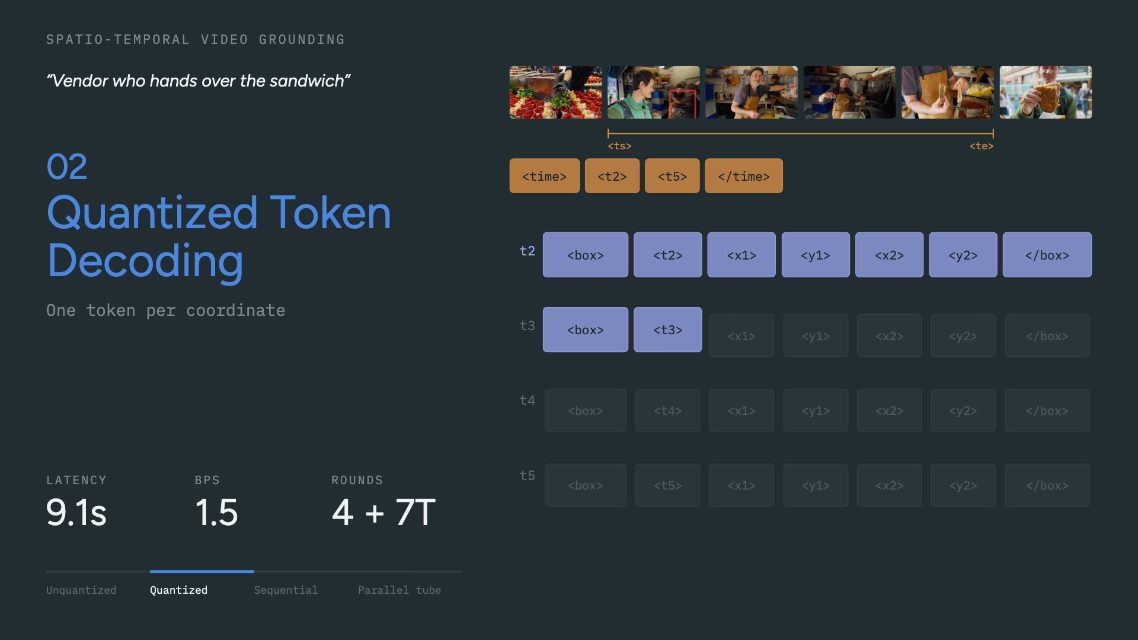 SPATIO-TEMPORAL VIDEO GROUNDING
“Vendor who hands over the sandwich”
02
Quantized Token
Decoding
One token per coordinate
LATENCY BPS ROUNDS
9.1s 1.5 4 + 7T
Unquantized Quantized Sequential Parallel tube
<ts> <te>
<time> <t2> <t5> </time>
t2 <box> <t2> <x1> <y1> <x2> <y2> </box>
t3 <box> <t3> <x1> <y1> <x2> <y2> </box>
t4 <box> <t4> <x1> <y1> <x2> <y2> </box>
t5 <box> <t5> <x1> <y1> <x2> <y2> </box>